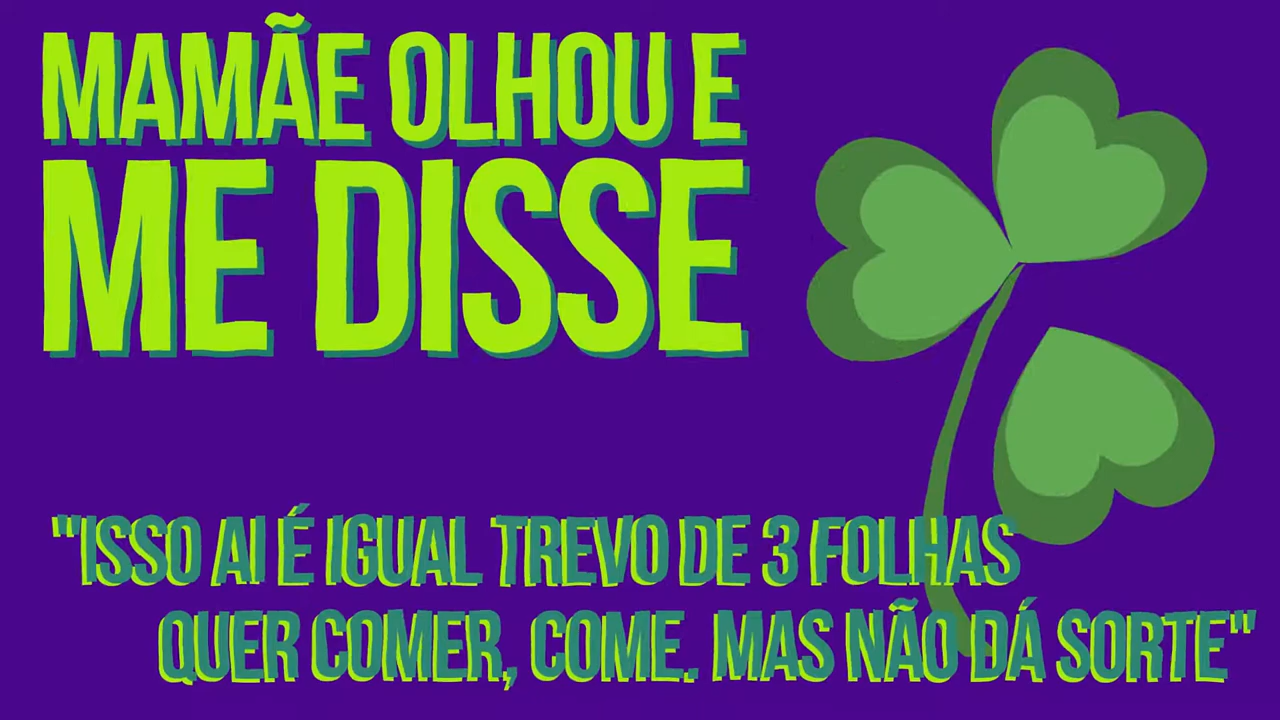 MAMÃE OLHOU E
ME DISSE
"ISSO AI É IGUAL TREVO DE 3 FOLHAS
QUER COMER, COME. MAS NÃO DÁ SORTE"